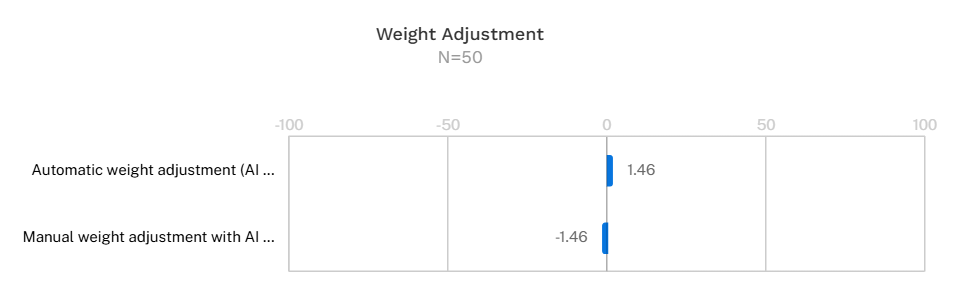 Weight Adjustment
N=50
-100 -50 0 50 100
Automatic weight adjustment (AI ... 1.46
Manual weight adjustment with AI ... -1.46